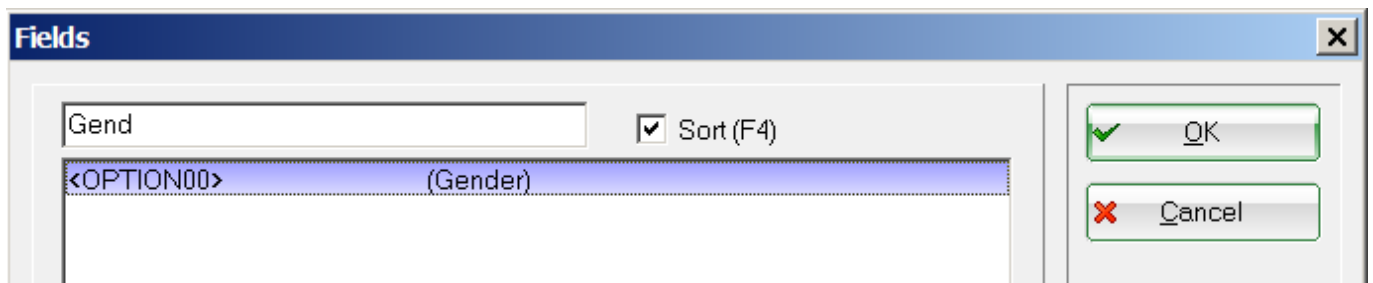 Fields
Gend
Sort (F4)
OK
<OPTION00> (Gender)
Cancel